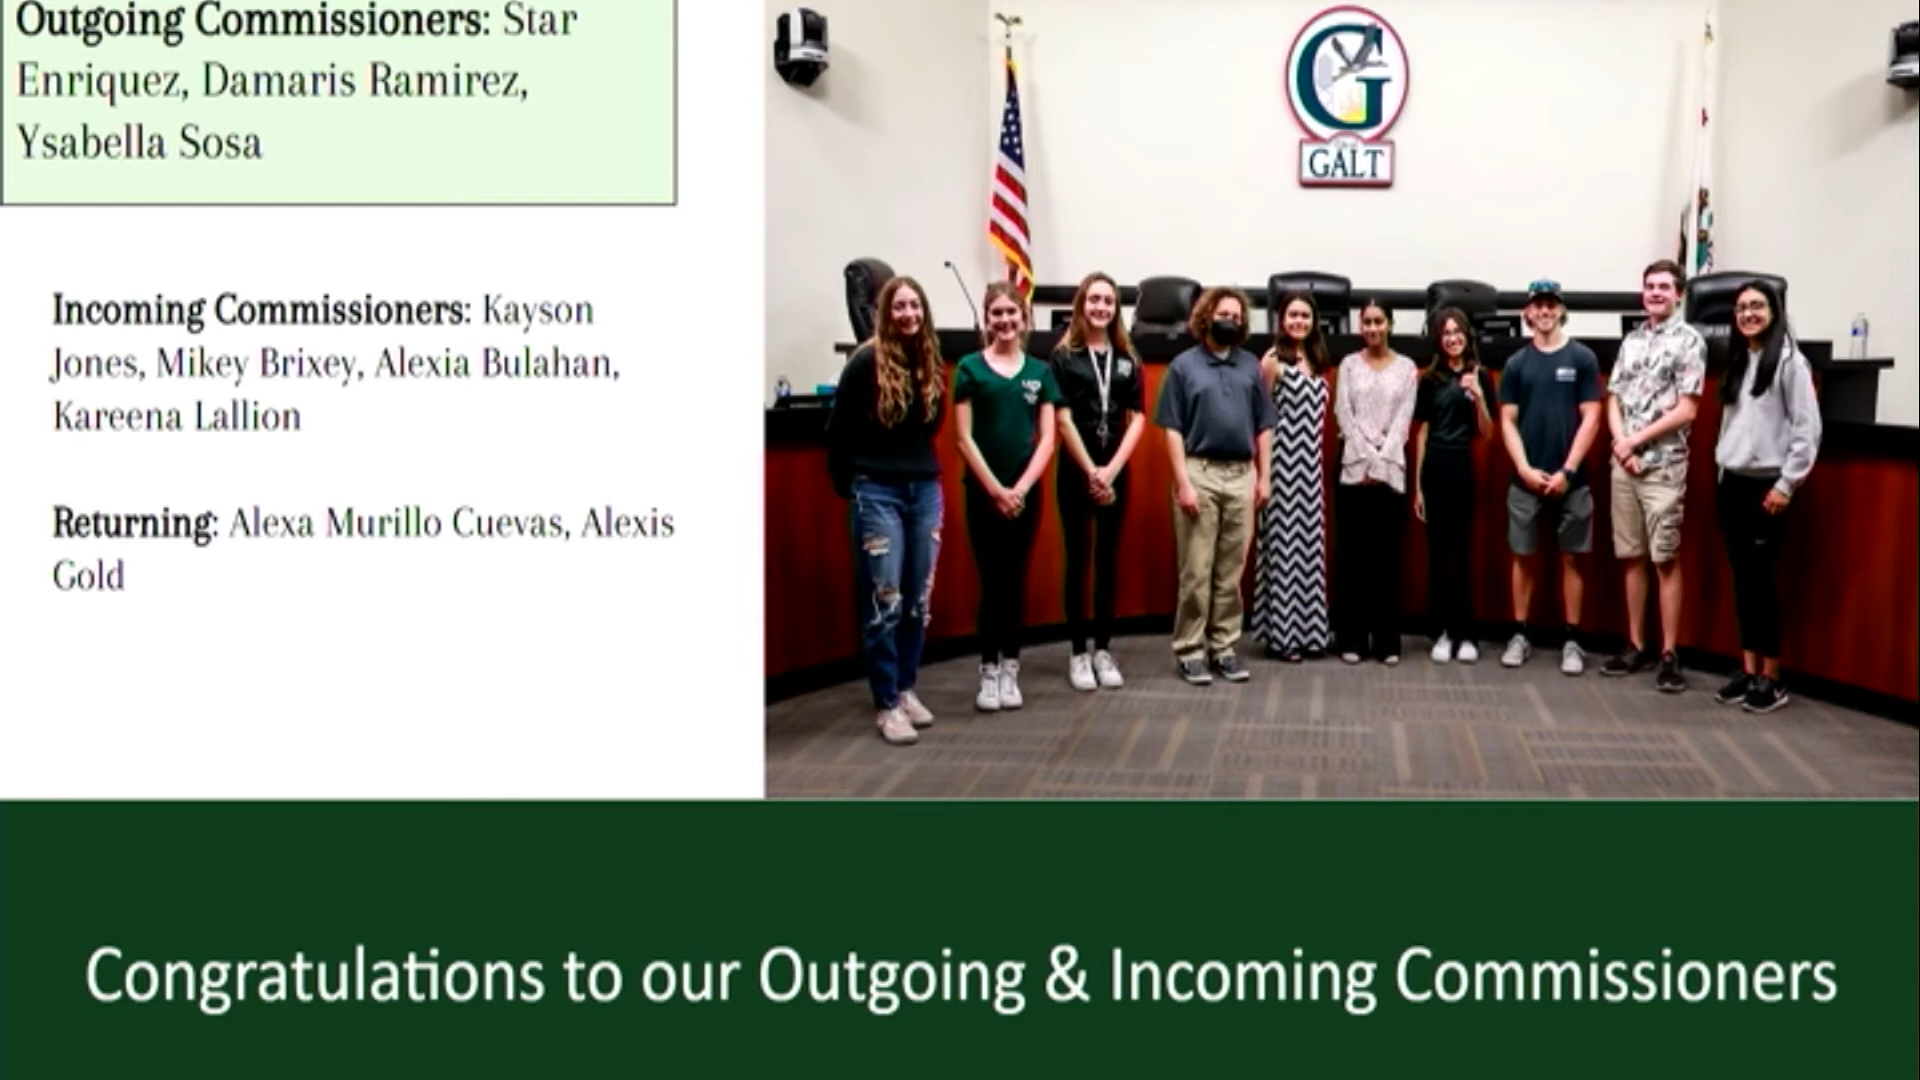 Outgoing Commissioners: Star
Enriquez, Damaris Ramirez,
Ysabella Sosa
Incoming Commissioners: Kayson
Jones, Mikey Brixey, Alexia Bulahan,
Kareena Lallion
Returning: Alexa Murillo Cuevas, Alexis
Gold
G
GALT
Congratulations to our Outgoing & Incoming Commissioners